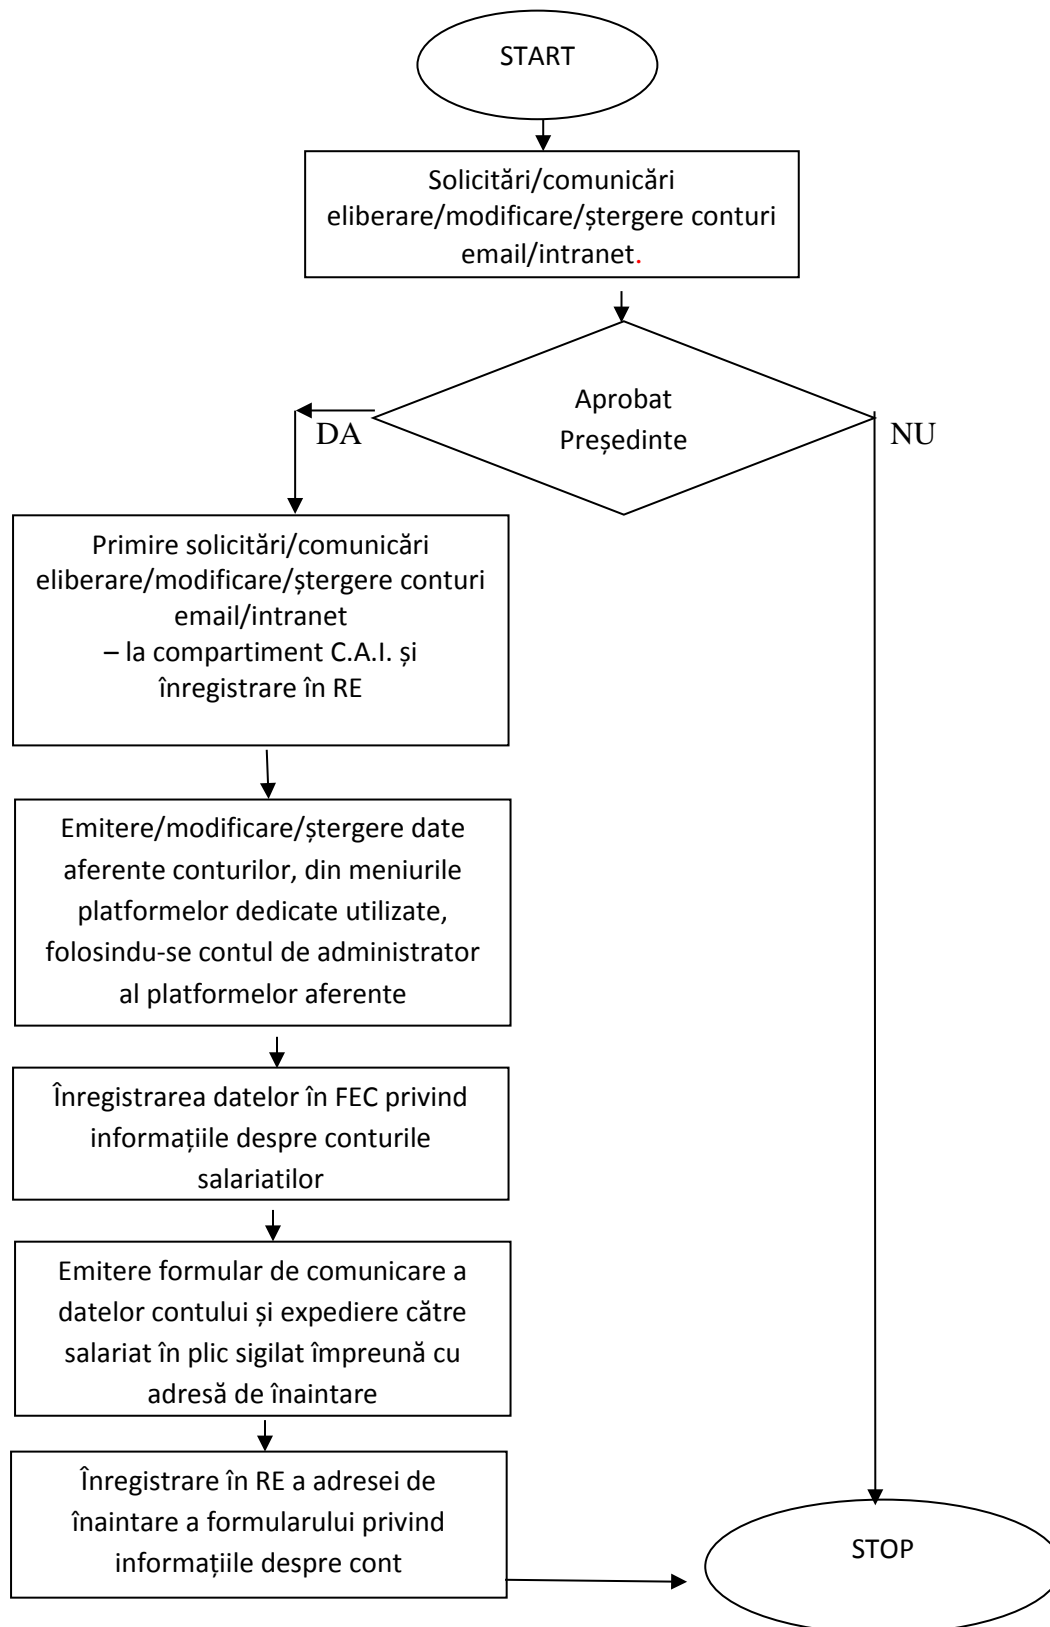 START
Solicitări/comunicări
eliberare/modificare/ștergere conturi
email/intranet.
Aprobat
Președinte
DA
NU
Primire solicitări/comunicări
eliberare/modificare/ștergere conturi
email/intranet
– la compartiment C.A.I. și
înregistrare în RE
Emitere/modificare/ștergere date
aferente conturilor, din meniurile
platformelor dedicate utilizate,
folosindu-se contul de administrator
al platformelor aferente
Înregistrarea datelor în FEC privind
informațiile despre conturile
salariatilor
Emitere formular de comunicare a
datelor contului și expediere către
salariat în plic sigilat împreună cu
adresă de înaintare
Înregistrare în RE a adresei de
înaintare a formularului privind
informațiile despre cont
STOP